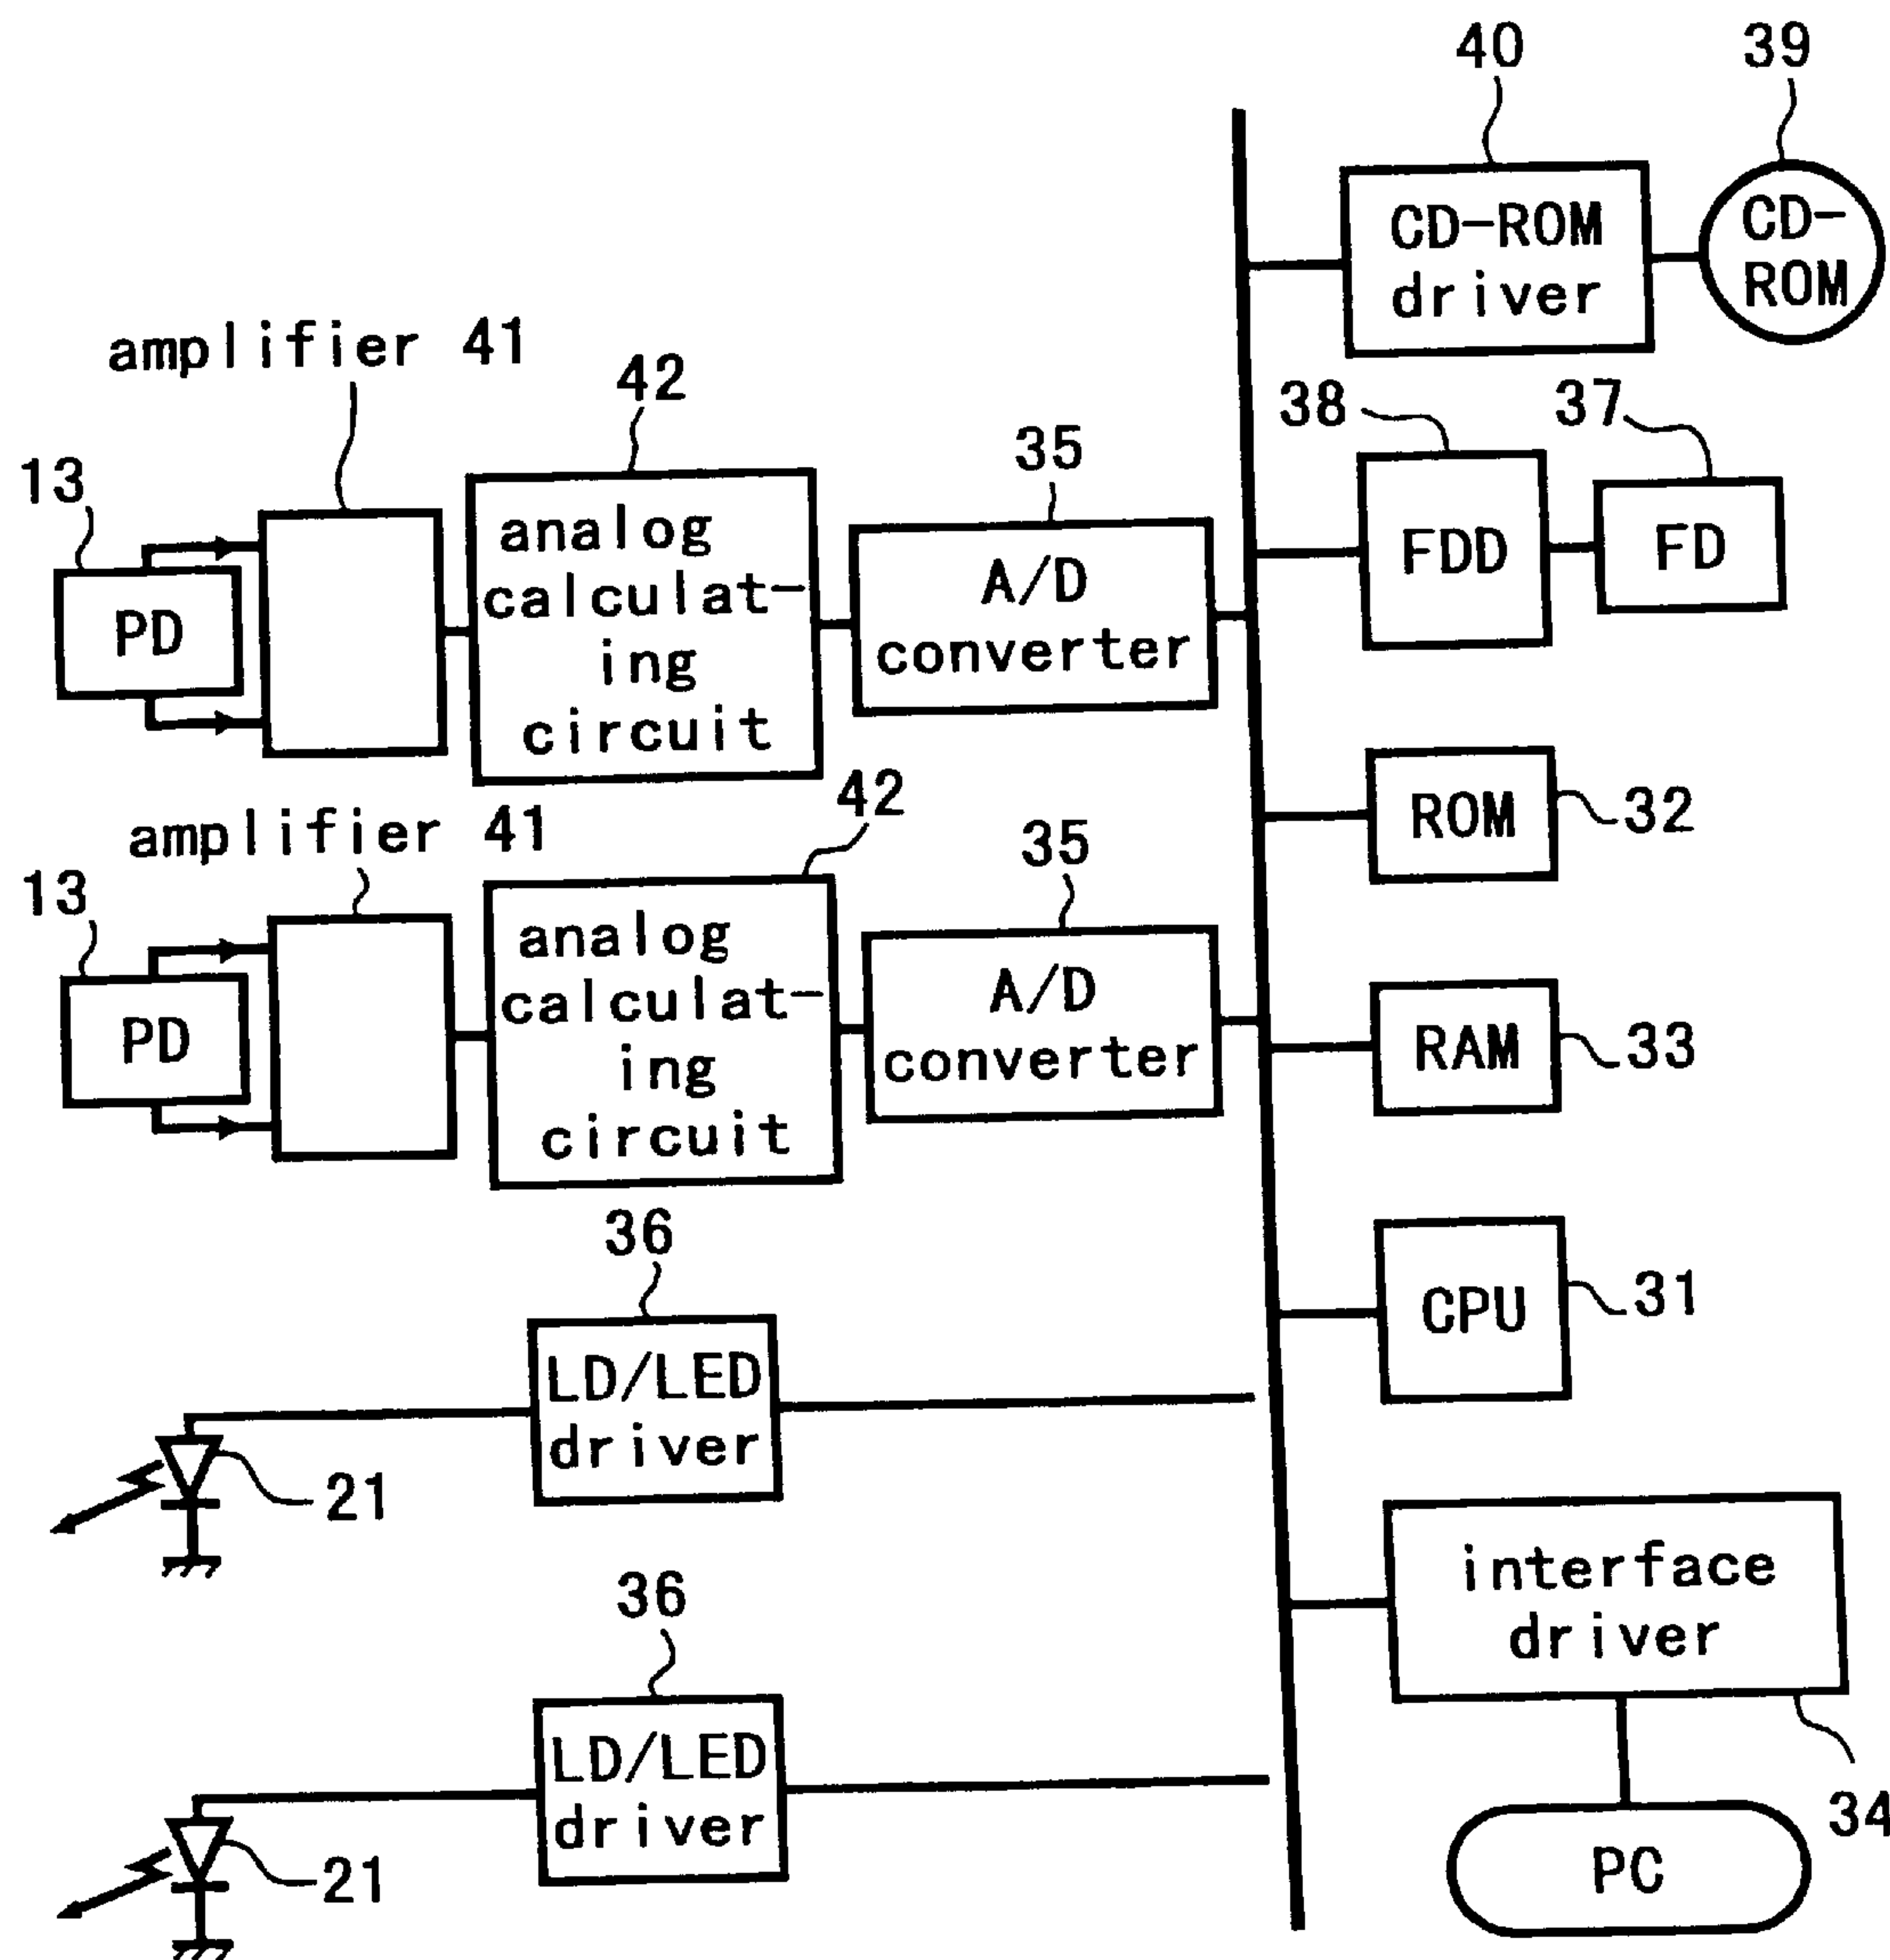 40
39
CD-ROM
driver
CD-
ROM
amplifier 41
42
35
38
37
13
PD
analog
calculat-
ing
circuit
A/D
converter
FDD
FD
ROM
32
amplifier 41
42
35
13
PD
analog
calculat-
ing
circuit
A/D
converter
RAM
33
36
LD/LED
driver
CPU
31
21
interface
driver
36
LD/LED
driver
34
21
PC